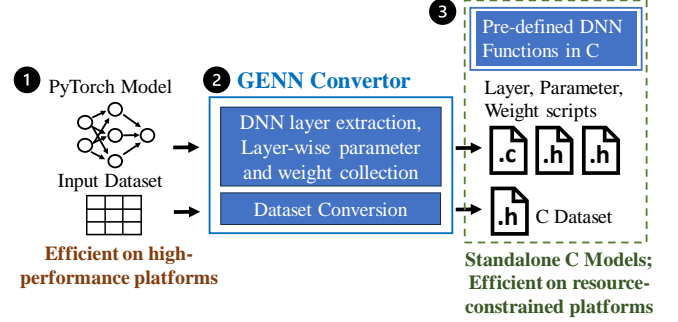 1
PyTorch Model
Input Dataset
Efficient on high-
performance platforms
2
GENN Convertor
DNN layer extraction,
Layer-wise parameter
and weight collection
Dataset Conversion
3
Pre-defined DNN
Functions in C
Layer, Parameter,
Weight scripts
.c .h .h
.h C Dataset
Standalone C Models;
Efficient on resource-
constrained platforms